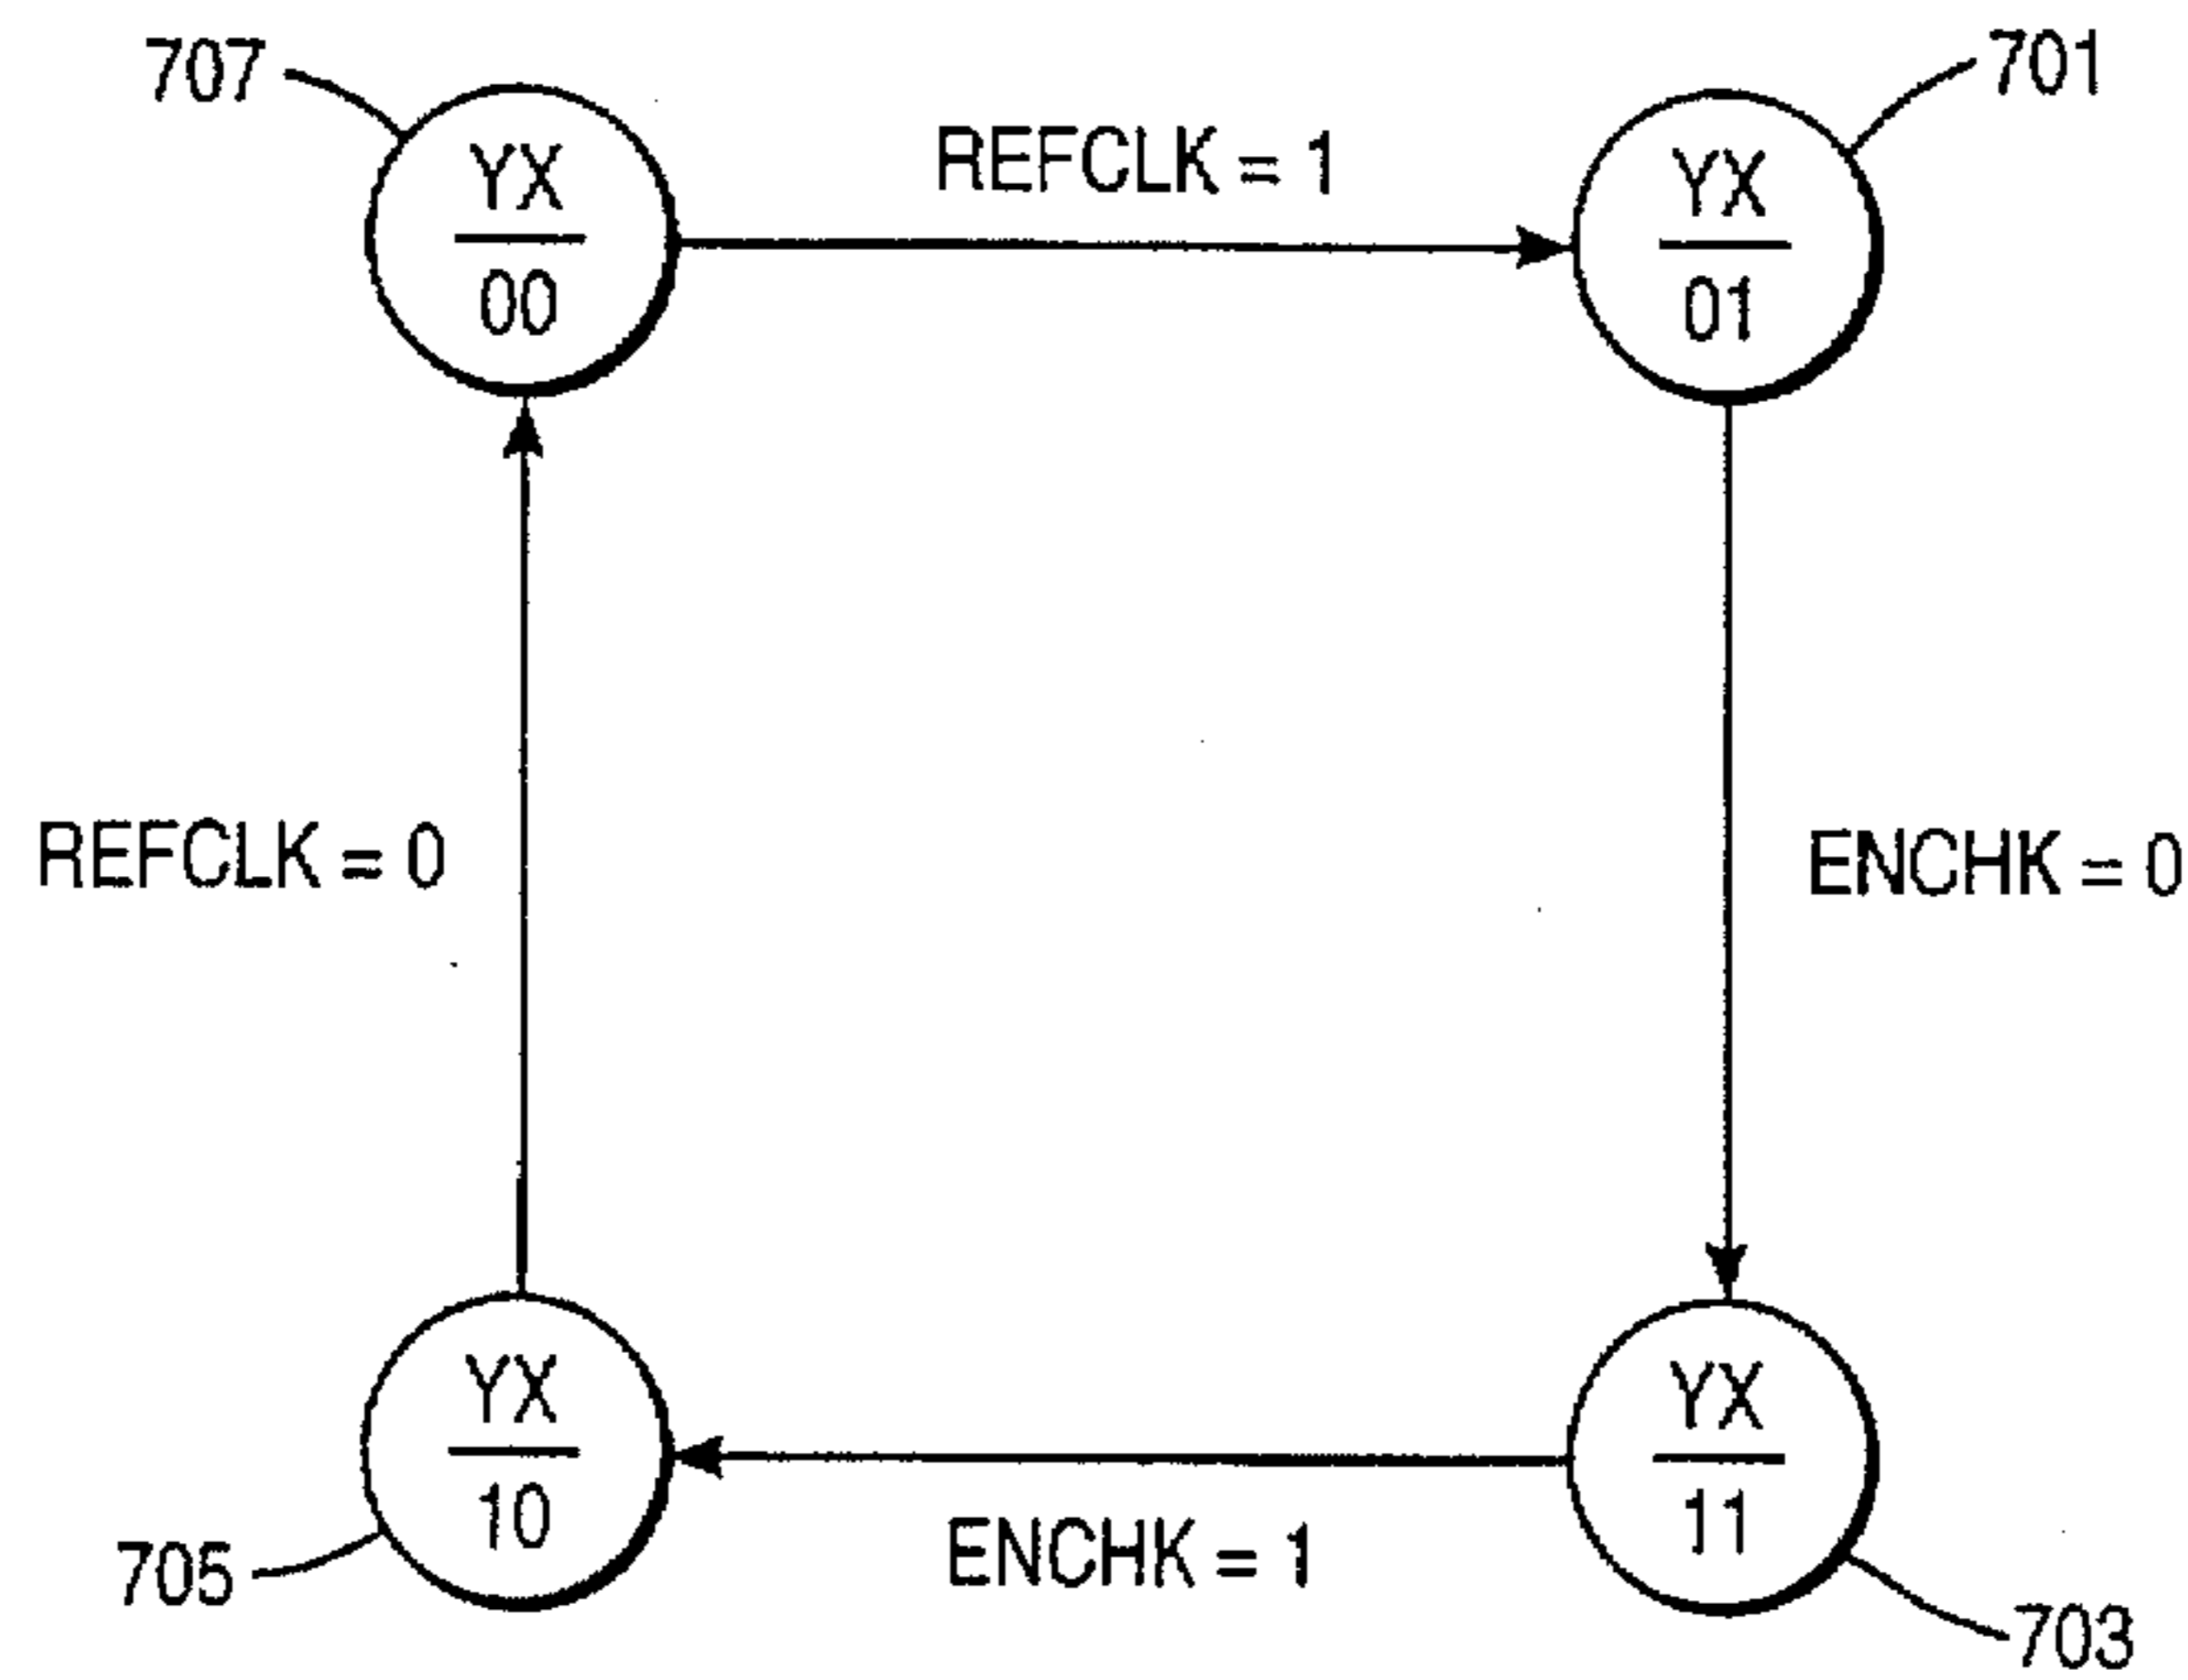 707
701
YX
00
REFCLK = 1
YX
01
REFCLK = 0
ENCHK = 0
YX
10
705
ENCHK = 1
YX
11
703